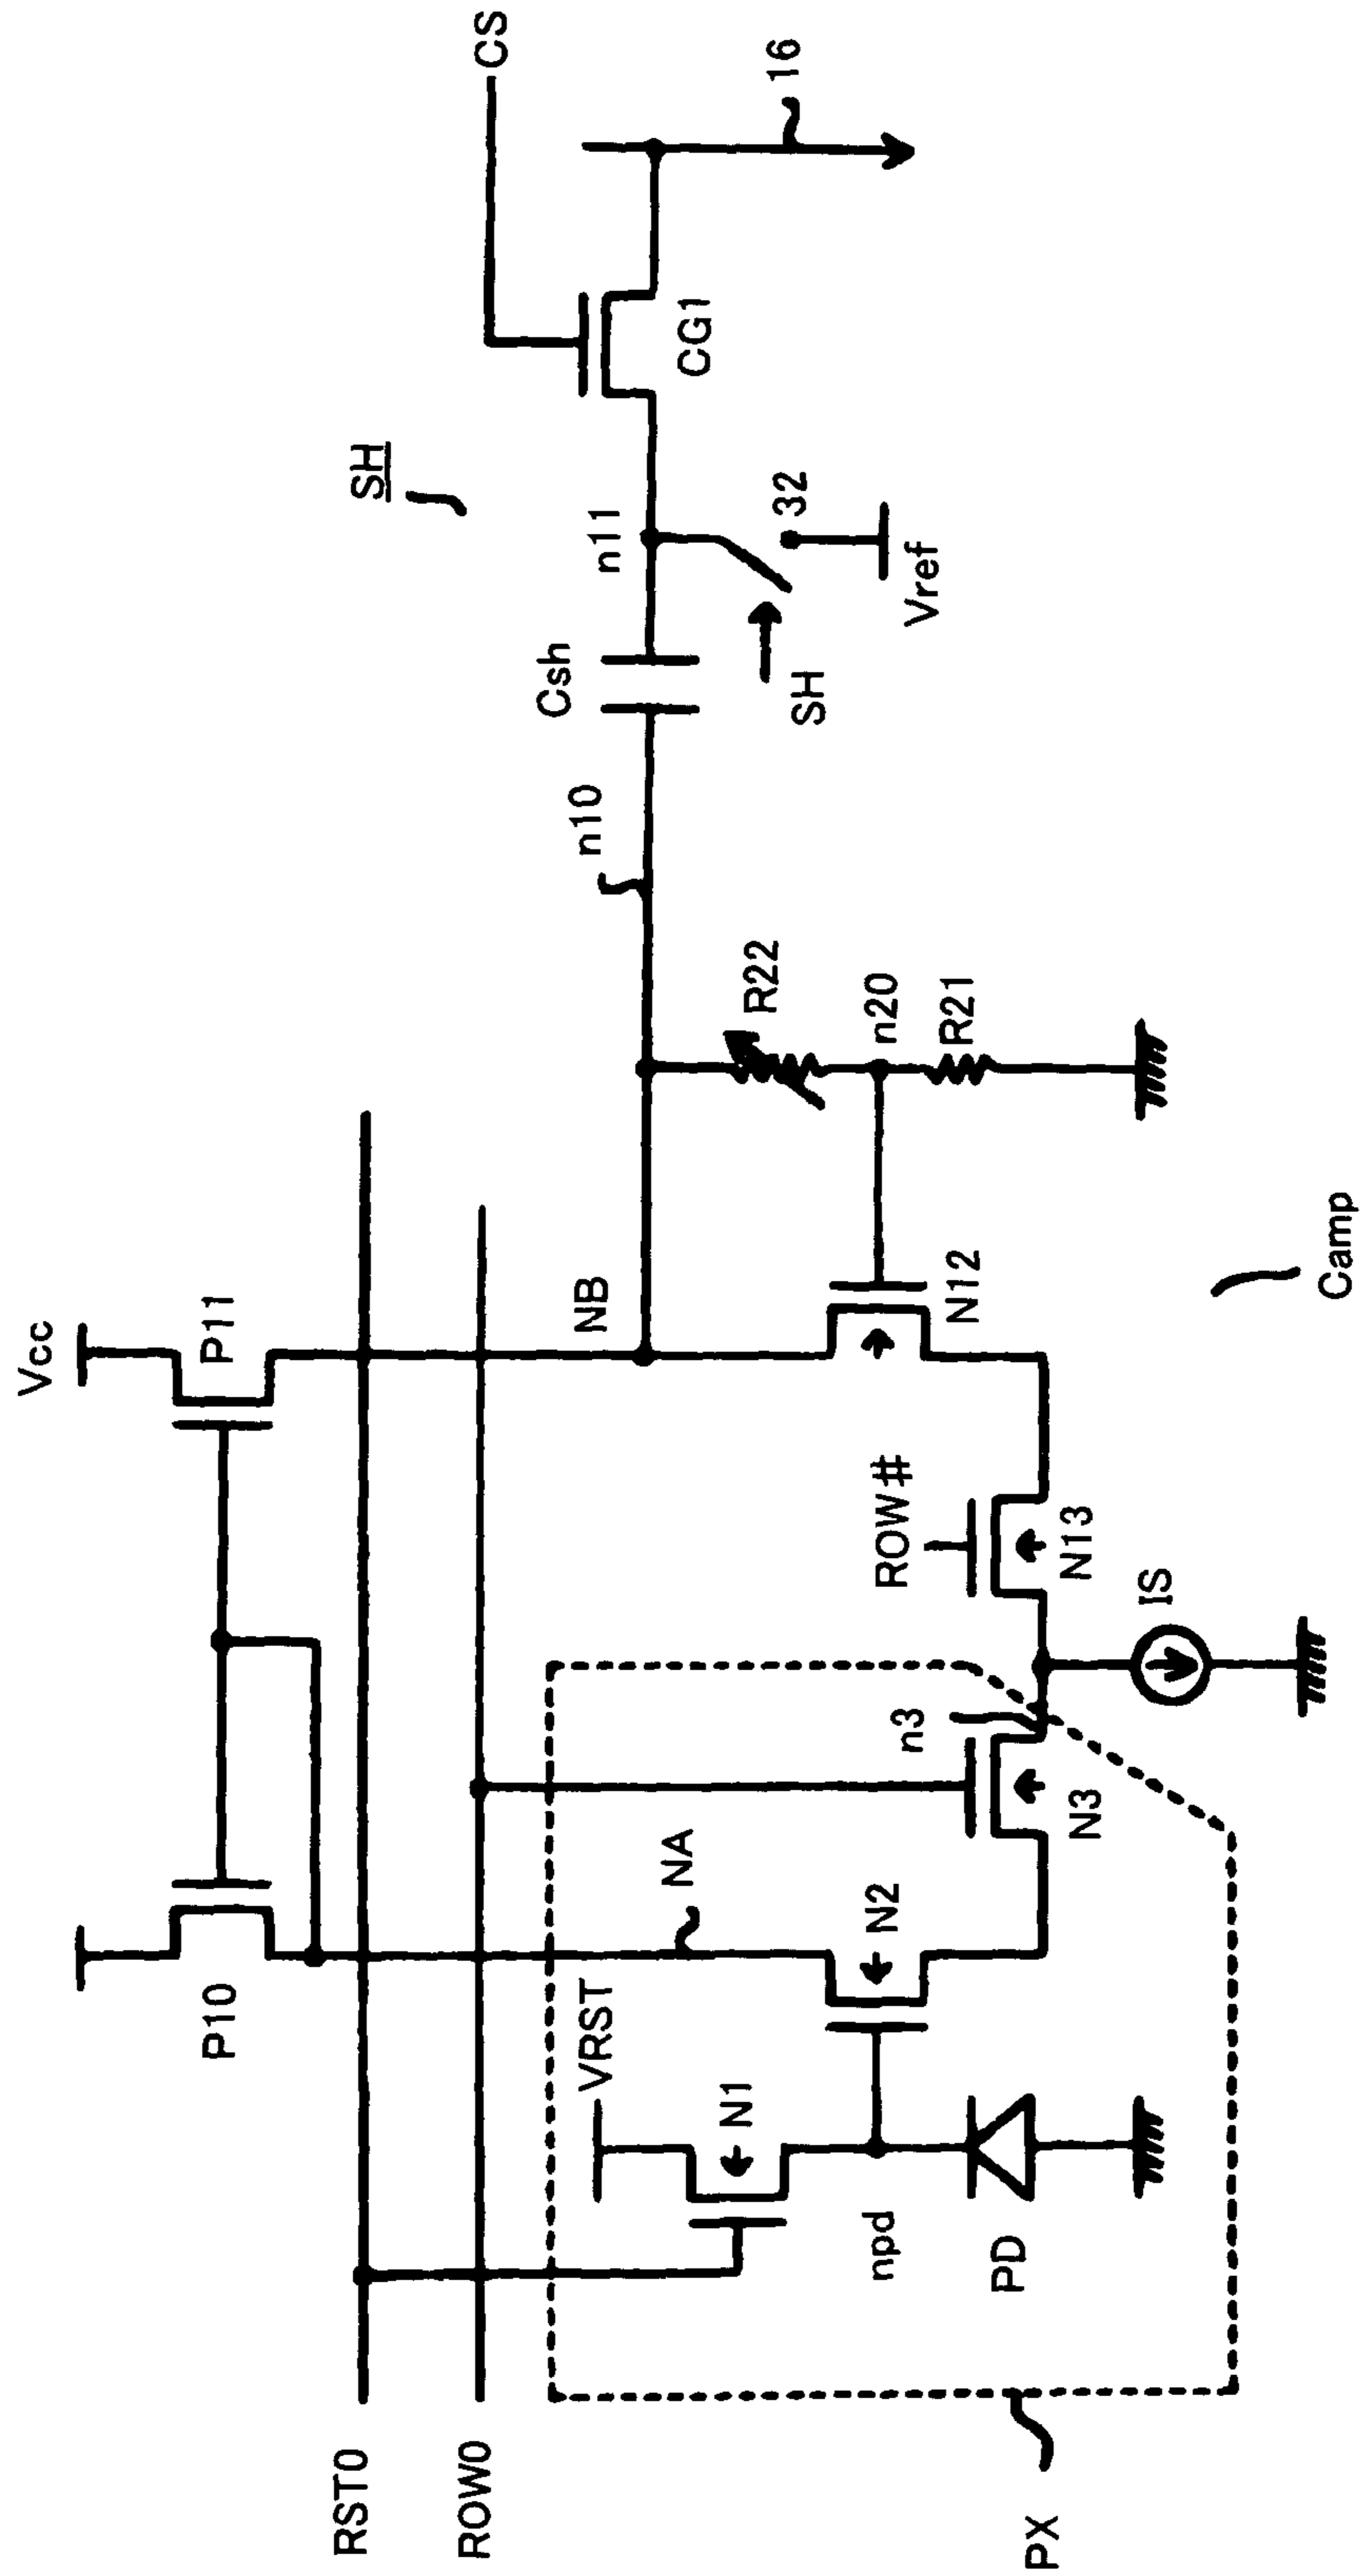 Vcc
P10
P11
RST0
ROW0
VRST
NA
NB
n10
Csh
n11
SH
CS
N1
N2
n3
ROW#
R22
SH
32
CG1
16
npd
N12
n20
Vref
PD
N3
N13
R21
IS
PX
Camp